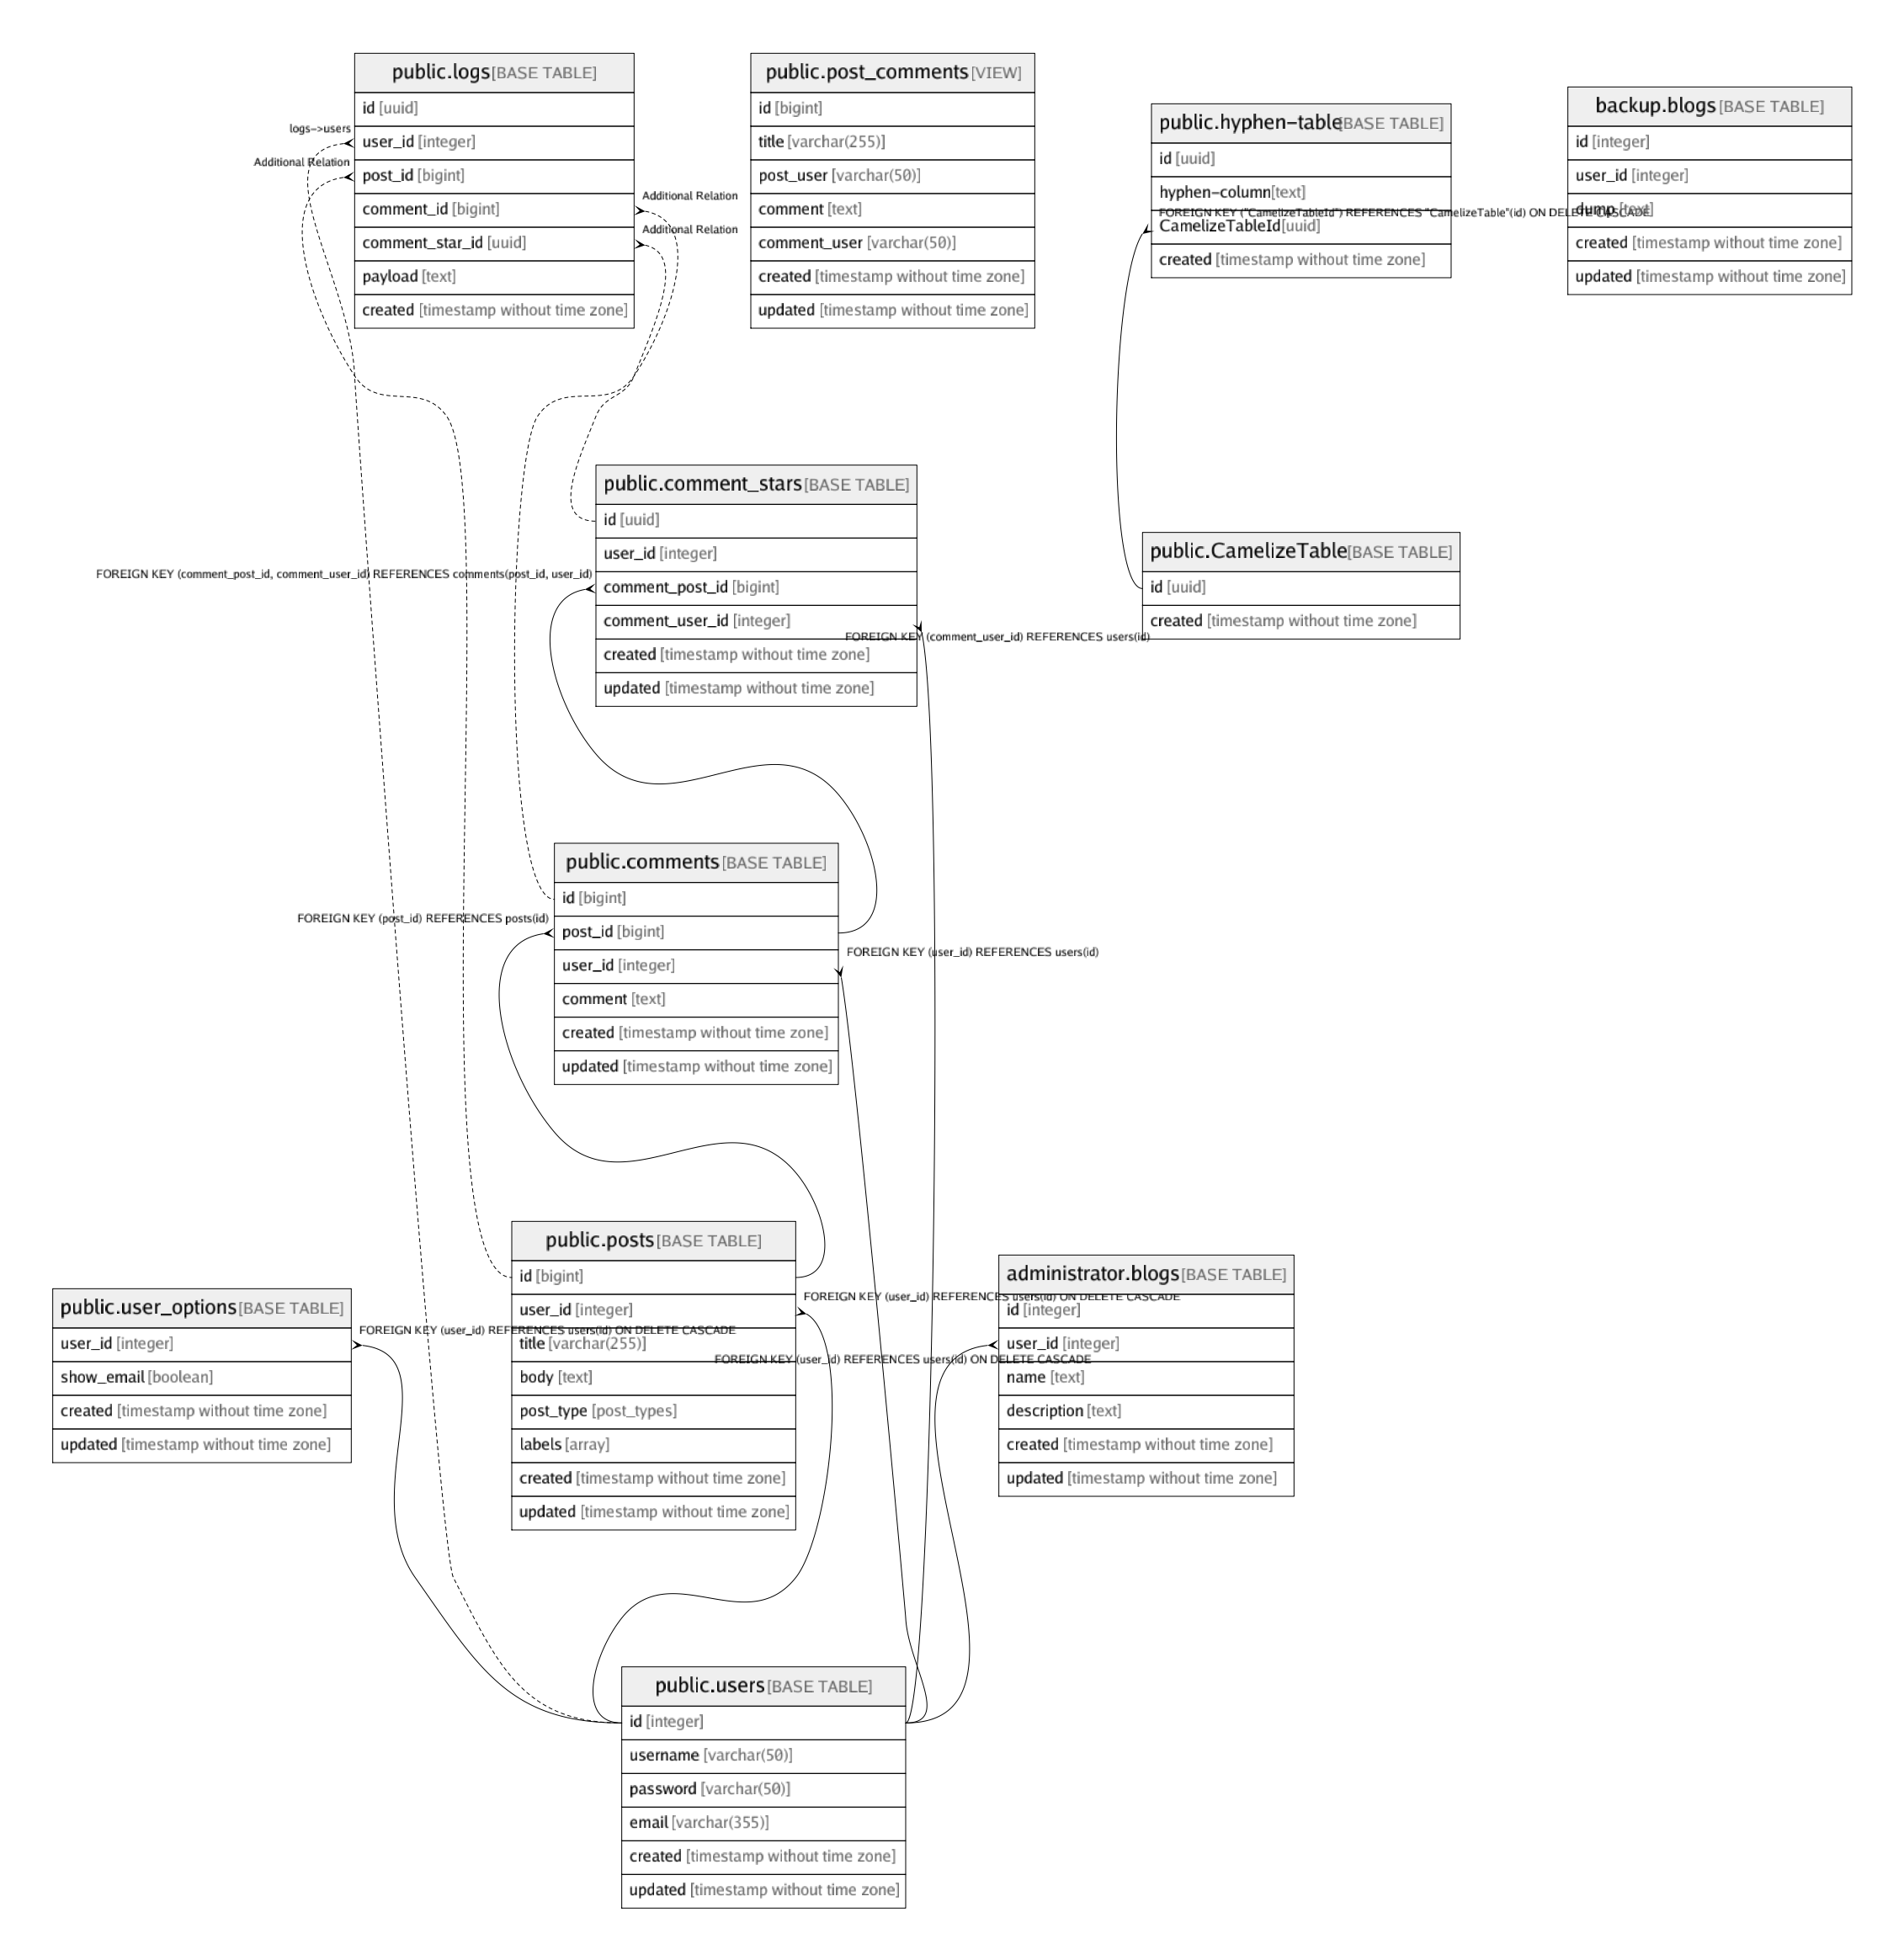 public.logs [BASE TABLE]
id [uuid]
logs->users
user_id [integer]
Additional Relation
post_id [bigint]
comment_id [bigint]
Additional Relation
comment_star_id [uuid]
Additional Relation
payload [text]
created [timestamp without time zone]
public.post_comments [VIEW]
id [bigint]
title [varchar(255)]
post_user [varchar(50)]
comment [text]
comment_user [varchar(50)]
created [timestamp without time zone]
updated [timestamp without time zone]
public.hyphen-table [BASE TABLE]
id [uuid]
hyphen-column [text]
FOREIGN KEY ("CamelizeTableId") REFERENCES "CamelizeTable"(id) ON DELETE CASCADE
CamelizeTableId [uuid]
created [timestamp without time zone]
backup.blogs [BASE TABLE]
id [integer]
user_id [integer]
dump [text]
created [timestamp without time zone]
updated [timestamp without time zone]
public.comment_stars [BASE TABLE]
id [uuid]
user_id [integer]
FOREIGN KEY (comment_post_id, comment_user_id) REFERENCES comments(post_id, user_id)
comment_post_id [bigint]
comment_user_id [integer]
FOREIGN KEY (comment_user_id) REFERENCES users(id)
created [timestamp without time zone]
updated [timestamp without time zone]
public.CamelizeTable [BASE TABLE]
id [uuid]
created [timestamp without time zone]
public.comments [BASE TABLE]
id [bigint]
FOREIGN KEY (post_id) REFERENCES posts(id)
post_id [bigint]
FOREIGN KEY (user_id) REFERENCES users(id)
user_id [integer]
comment [text]
created [timestamp without time zone]
updated [timestamp without time zone]
public.posts [BASE TABLE]
id [bigint]
FOREIGN KEY (user_id) REFERENCES users(id) ON DELETE CASCADE
user_id [integer]
title [varchar(255)]
body [text]
post_type [post_types]
labels [array]
created [timestamp without time zone]
updated [timestamp without time zone]
administrator.blogs [BASE TABLE]
id [integer]
user_id [integer]
FOREIGN KEY (user_id) REFERENCES users(id) ON DELETE CASCADE
name [text]
description [text]
created [timestamp without time zone]
updated [timestamp without time zone]
public.user_options [BASE TABLE]
FOREIGN KEY (user_id) REFERENCES users(id) ON DELETE CASCADE
user_id [integer]
show_email [boolean]
created [timestamp without time zone]
updated [timestamp without time zone]
public.users [BASE TABLE]
id [integer]
username [varchar(50)]
password [varchar(50)]
email [varchar(355)]
created [timestamp without time zone]
updated [timestamp without time zone]